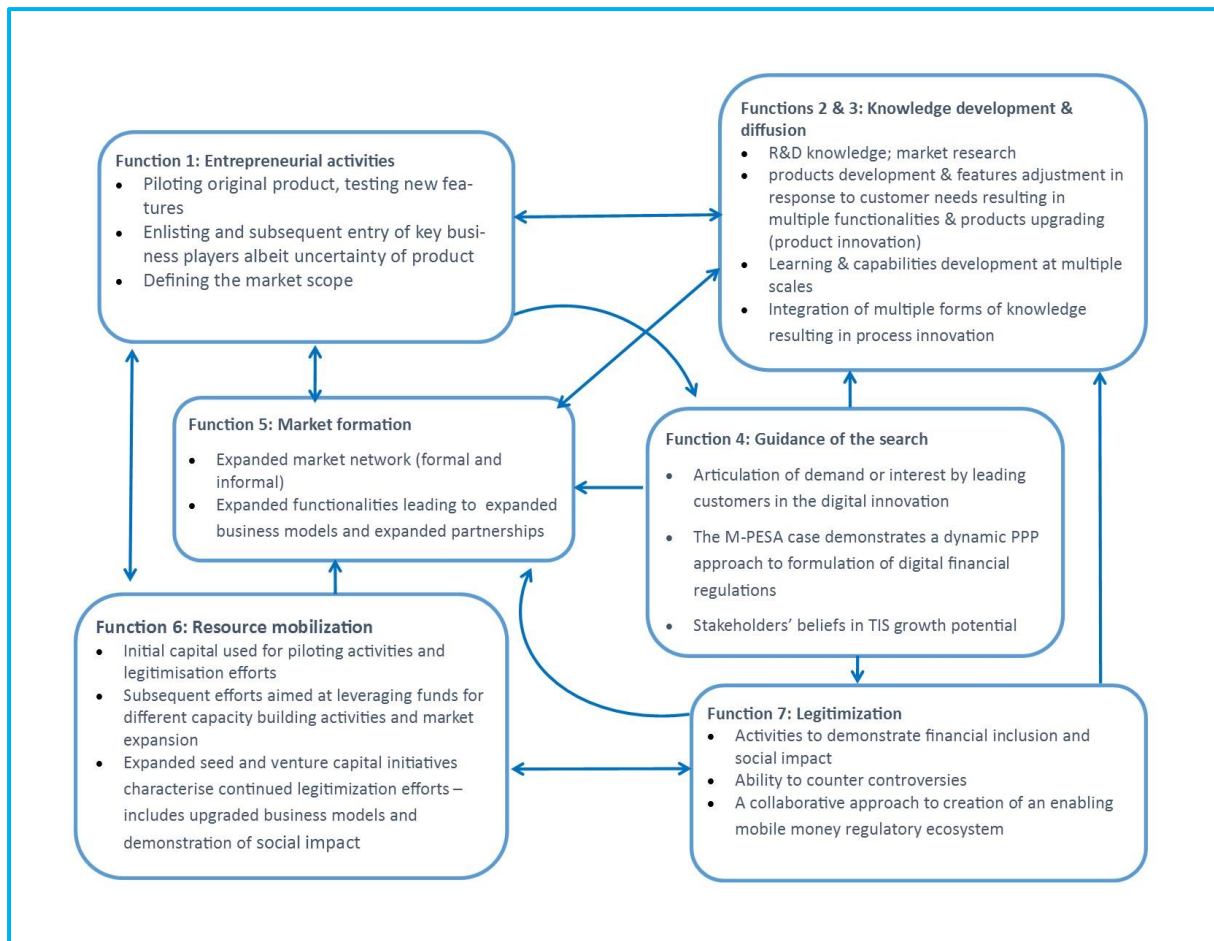 Function 1: Entrepreneurial activities
• Piloting original product, testing new fea-
tures
• Enlisting and subsequent entry of key busi-
ness players albeit uncertainty of product
• Defining the market scope
Functions 2 & 3: Knowledge development &
diffusion
• R&D knowledge; market research
• products development & features adjustment in
response to customer needs resulting in
multiple functionalities & products upgrading
(product innovation)
• Learning & capabilities development at multiple
scales
• Integration of multiple forms of knowledge
resulting in process innovation
Function 5: Market formation
• Expanded market network (formal and
informal)
• Expanded functionalities leading to expanded
business models and expanded partnerships
Function 4: Guidance of the search
• Articulation of demand or interest by leading
customers in the digital innovation
• The M-PESA case demonstrates a dynamic PPP
approach to formulation of digital financial
regulations
• Stakeholders' beliefs in TIS growth potential
Function 6: Resource mobilization
• Initial capital used for piloting activities and
legitimisation efforts
• Subsequent efforts aimed at leveraging funds for
different capacity building activities and market
expansion
• Expanded seed and venture capital initiatives
characterise continued legitimization efforts –
includes upgraded business models and
demonstration of social impact
Function 7: Legitimization
• Activities to demonstrate financial inclusion and
social impact
• Ability to counter controversies
• A collaborative approach to creation of an enabling
mobile money regulatory ecosystem